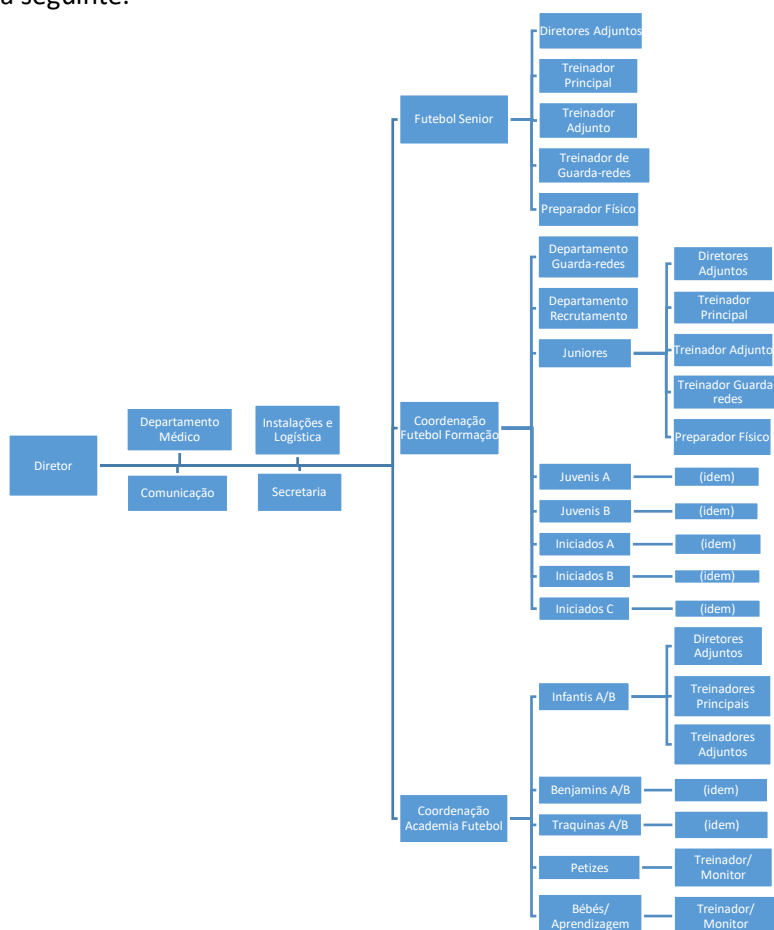 a seguinte:
Diretores Adjuntos
Treinador
Principal
Futebol Senior
Treinador
Adjunto
Treinador de
Guarda-redes
Preparador Físico
Departamento
Guarda-redes
Diretores
Adjuntos
Departamento
Recrutamento
Treinador
Principal
Juniores
Treinador Adjunto
Treinador Guarda
redes
Departamento
Médico
Instalações e
Logística
Coordenação
Futebol Formação
Preparador Físico
Diretor
Comunicação
Secretaria
Juvenis A
(idem)
Juvenis B
(idem)
Iniciados A
(idem)
Iniciados B
(idem)
Iniciados C
(idem)
Diretores
Adjuntos
Infantis A/B
Treinadores
Principais
Treinadores
Adjuntos
Benjamins A/B
(idem)
Coordenação
Academia Futebol
Traquinas A/B
(idem)
Petizes
Treinador/
Monitor
Bébés/
Aprendizagem
Treinador/
Monitor